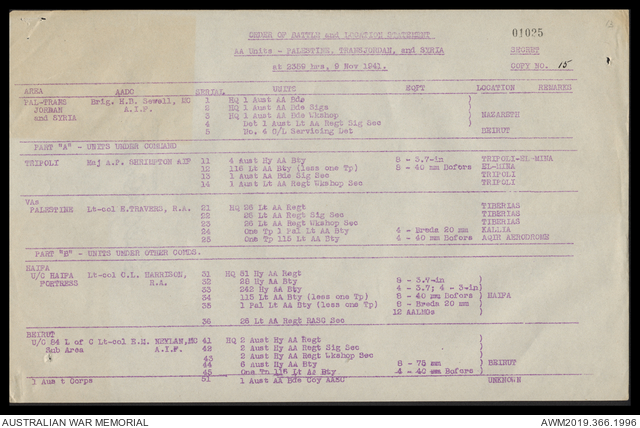 ORDER OF BATTLE and LOCATION STATEMENT 01025
AA Units - PALESTINE, TRANSJORDAN, and SYRIA SECRET
at 2359 hrs, 9 Nov 1941. COPY NO. 15
AREA AADC SERIAL UNITS EQPT LOCATION REMARKS
PAL-TRANS Brig. H.B. Sewell, MC 1 HQ 1 Aust AA Bde
JORDAN A.I.F. 2 HQ 1 Aust AA Bde Sigs
and SYRIA 3 HQ 1 Aust AA Bde Wkshop NAZARETH
4 Det 1 Aust Lt AA Regt Sig Sec
5 No. 4 S/L Servicing Det BEIRUT
PART "A" - UNITS UNDER COMMAND
TRIPOLI Maj A.P. SHRIMPTON AIF 11 4 Aust Hy AA Bty 8 - 3.7-in TRIPOLI-EL-MINA
12 116 Lt AA Bty (less one Tp) 8 - 40 mm Bofors EL-MINA
13 1 Aust AA Bde Sig Sec TRIPOLI
14 1 Aust Lt AA Regt Wkshop Sec TRIPOLI
VAs
PALESTINE Lt-col H.TRAVERS, R.A. 21 HQ 26 Lt AA Regt TIBERIAS
22 26 Lt AA Regt Sig Sec TIBERIAS
23 26 Lt AA Regt Wkshop Sec TIBERIAS
24 One Tp 1 Pal Lt AA Bty 4 - Breda 20 mm KALLIA
25 One Tp 115 Lt AA Bty 4 - 40 mm Bofors AQIR AERODROME
PART "B" - UNITS UNDER OTHER COMDS.
HAIFA
U/C HAIFA Lt-col C.L. HARRISON, 31 HQ 51 Hy AA Regt
FORTRESS R.A. 32 28 Hy AA Bty 8 - 3.7-in
33 242 Hy AA Bty 4 - 3.7; 4 - 3-in
34 115 Lt AA Bty (less one Tp) 8 - 40 mm Bofors HAIFA
35 1 Pal Lt AA Bty (less one Tp) 8 - Breda 20 mm
12 AALMGs
36 26 Lt AA Regt RASC Sec
BEIRUT
U/C 84 L of C Lt-col E.M. NEYLAN,MC 41 HQ 2 Aust Hy AA Regt
Sub Area A.I.F. 42 2 Aust Hy AA Regt Sig Sec
43 2 Aust Hy AA Regt Wkshop Sec
44 6 Aust Hy AA Bty 8 - 75 mm BEIRUT
45 One Tp 116 Lt AA Bty 4 - 40 mm Bofors
1 Aust Corps 51 1 Aust AA Bde Coy AASC UNKNOWN
AUSTRALIAN WAR MEMORIAL AWM2019.366.1996